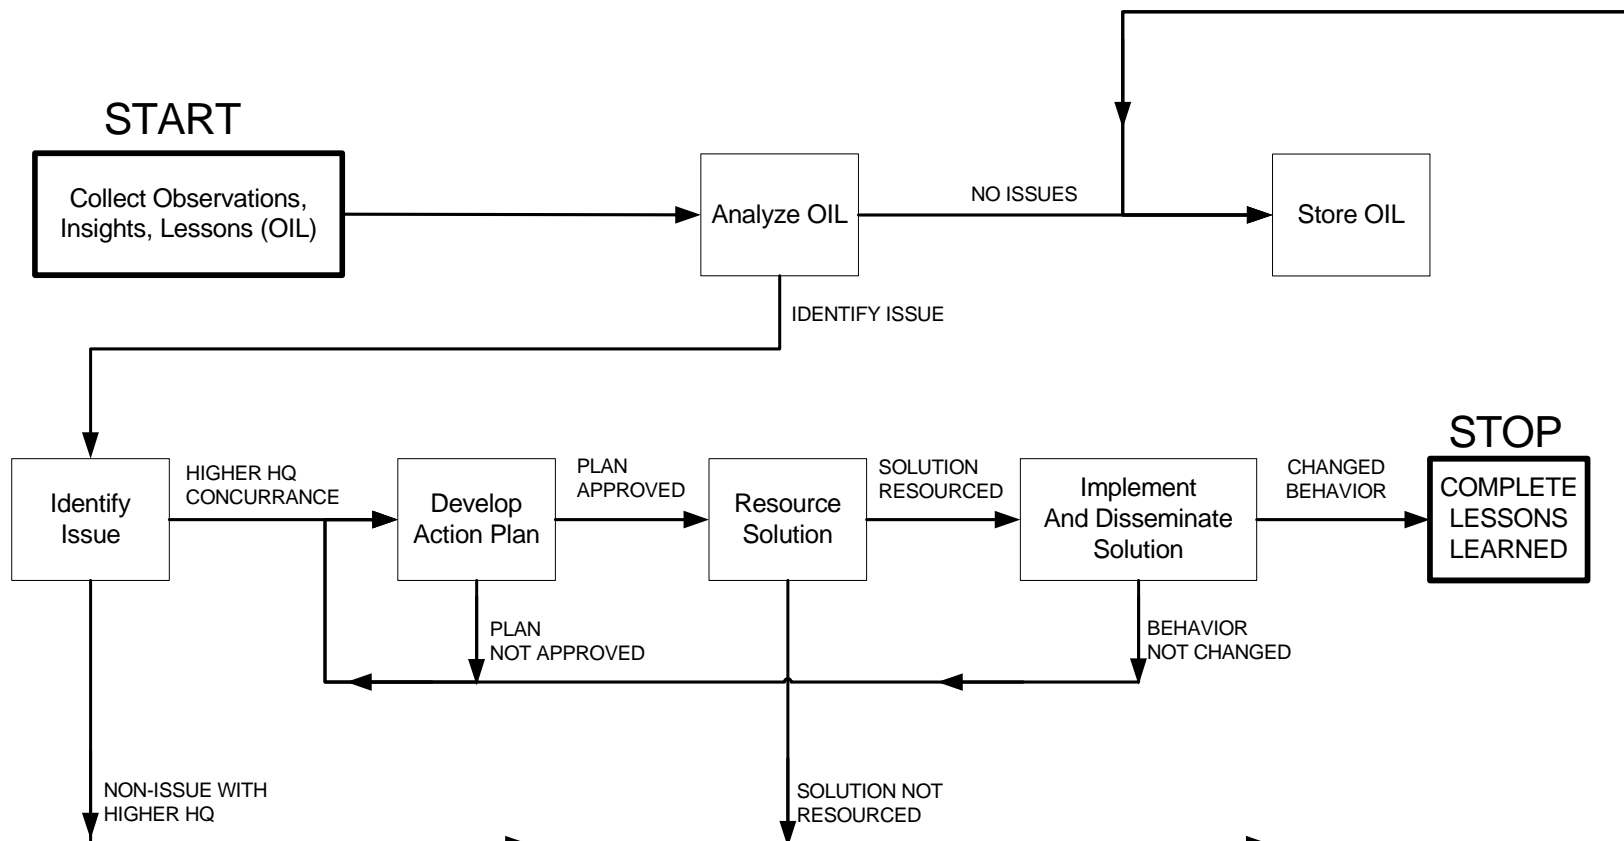 START
Collect Observations,
Insights, Lessons (OIL)
Analyze OIL
NO ISSUES
Store OIL
IDENTIFY ISSUE
Identify
Issue
HIGHER HQ
CONCURRANCE
Develop
Action Plan
PLAN
APPROVED
Resource
Solution
SOLUTION
RESOURCED
Implement
And Disseminate
Solution
CHANGED
BEHAVIOR
STOP
COMPLETE
LESSONS
LEARNED
PLAN
NOT APPROVED
BEHAVIOR
NOT CHANGED
NON-ISSUE WITH
HIGHER HQ
SOLUTION NOT
RESOURCED